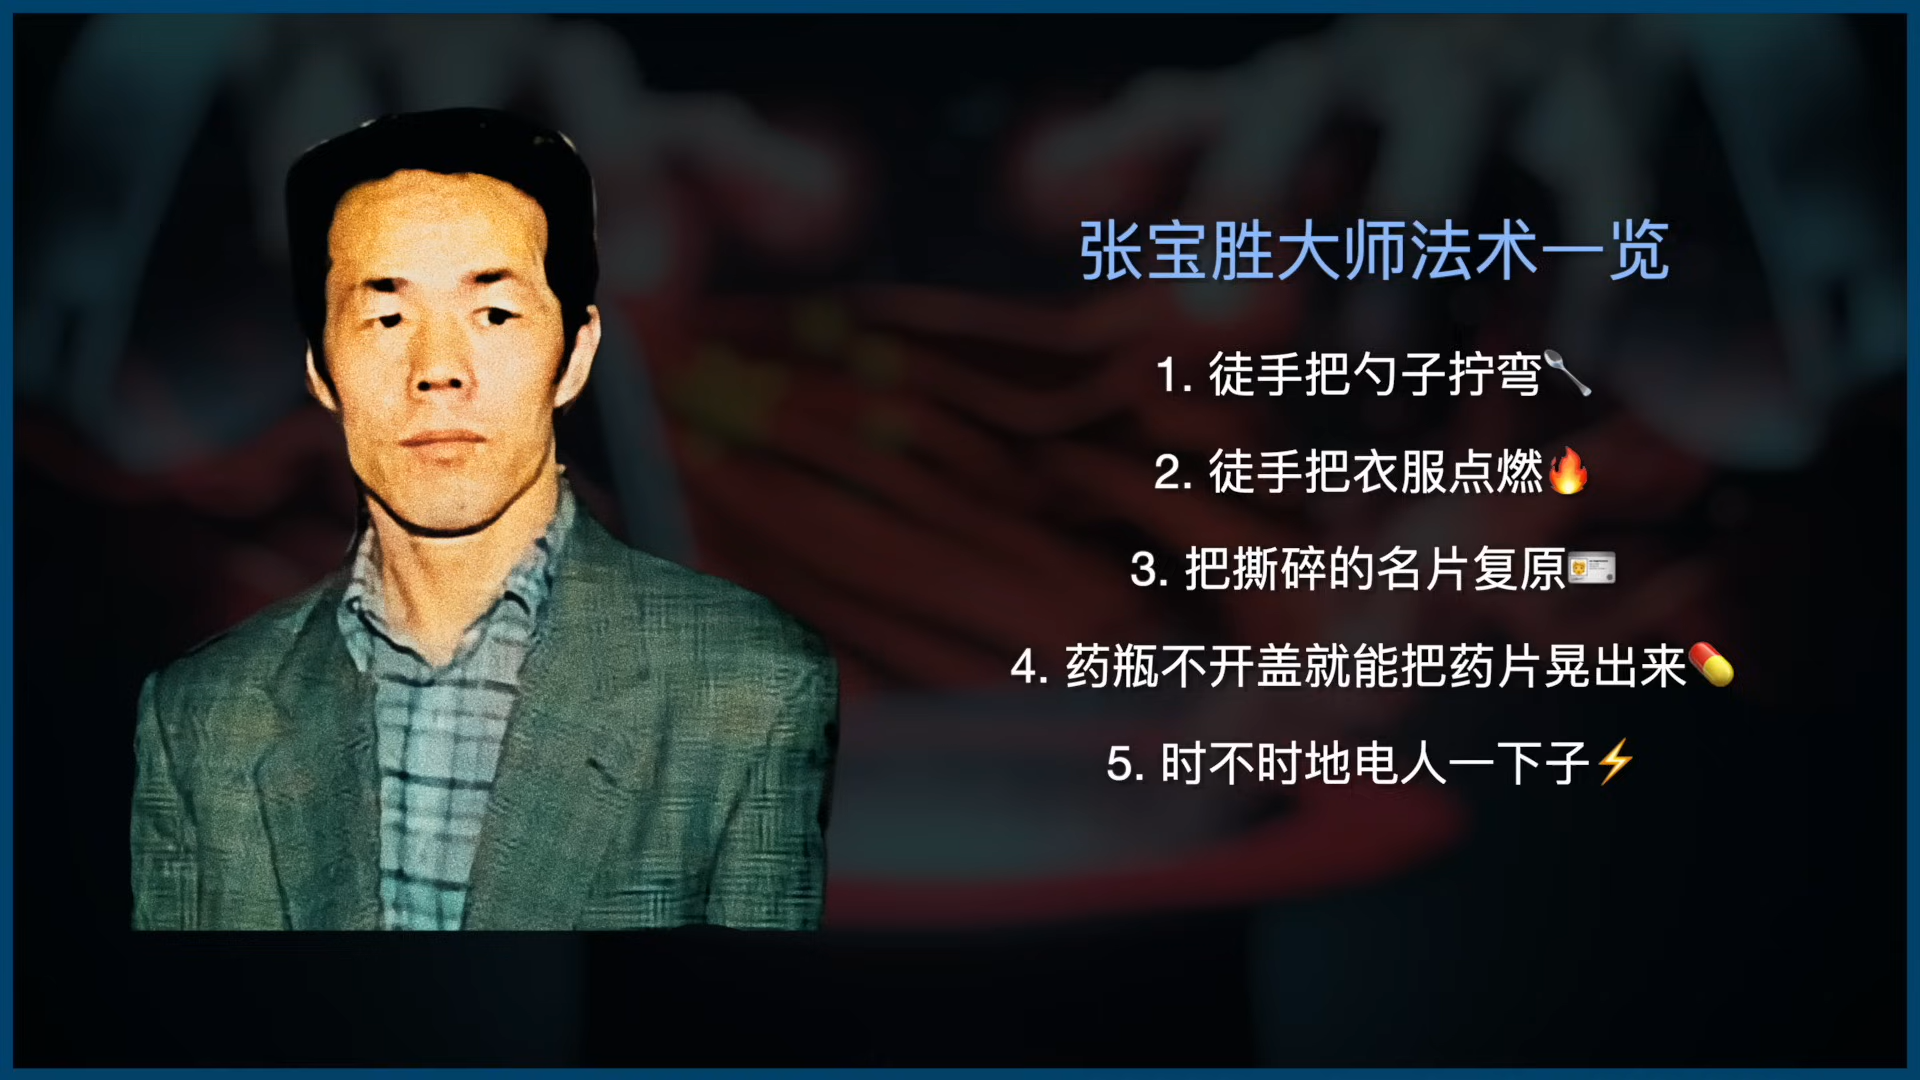 张宝胜大师法术一览
1. 徒手把勺子拧弯🥄
2. 徒手把衣服点燃🔥
3. 把撕碎的名片复原🪪
4. 药瓶不开盖就能把药片晃出来💊
5. 时不时地电人一下子⚡